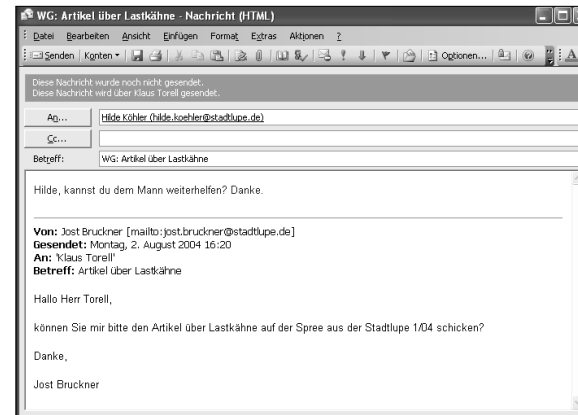 WG: Artikel über Lastkähne - Nachricht (HTML)
Datei Bearbeiten Ansicht Einfügen Format Extras Aktionen ?
Senden Konten Optionen... A
Diese Nachricht wurde noch nicht gesendet.
Diese Nachricht wird über Klaus Torell gesendet.
An... Hilde Köhler (hilde.koehler@stadtlupe.de)
Cc...
Betreff: WG: Artikel über Lastkähne
Hilde, kannst du dem Mann weiterhelfen? Danke.
Von: Jost Bruckner [mailto:jost.bruckner@stadtlupe.de]
Gesendet: Montag, 2. August 2004 16:20
An: 'Klaus Torell'
Betreff: Artikel über Lastkähne
Hallo Herr Torell,
können Sie mir bitte den Artikel über Lastkähne auf der Spree aus der Stadtlupe 1/04 schicken?
Danke,
Jost Bruckner